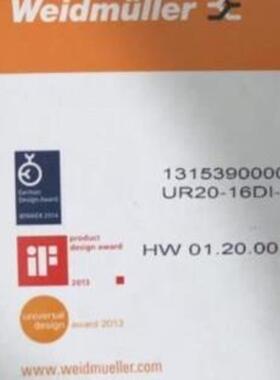 Weidmüller
German
Design Award
WINNER 2014
1315390000
UR20-16DI-
product
design award
iF
2013
HW 01.20.00
universal
design
award 2013
www.weidmueller.com